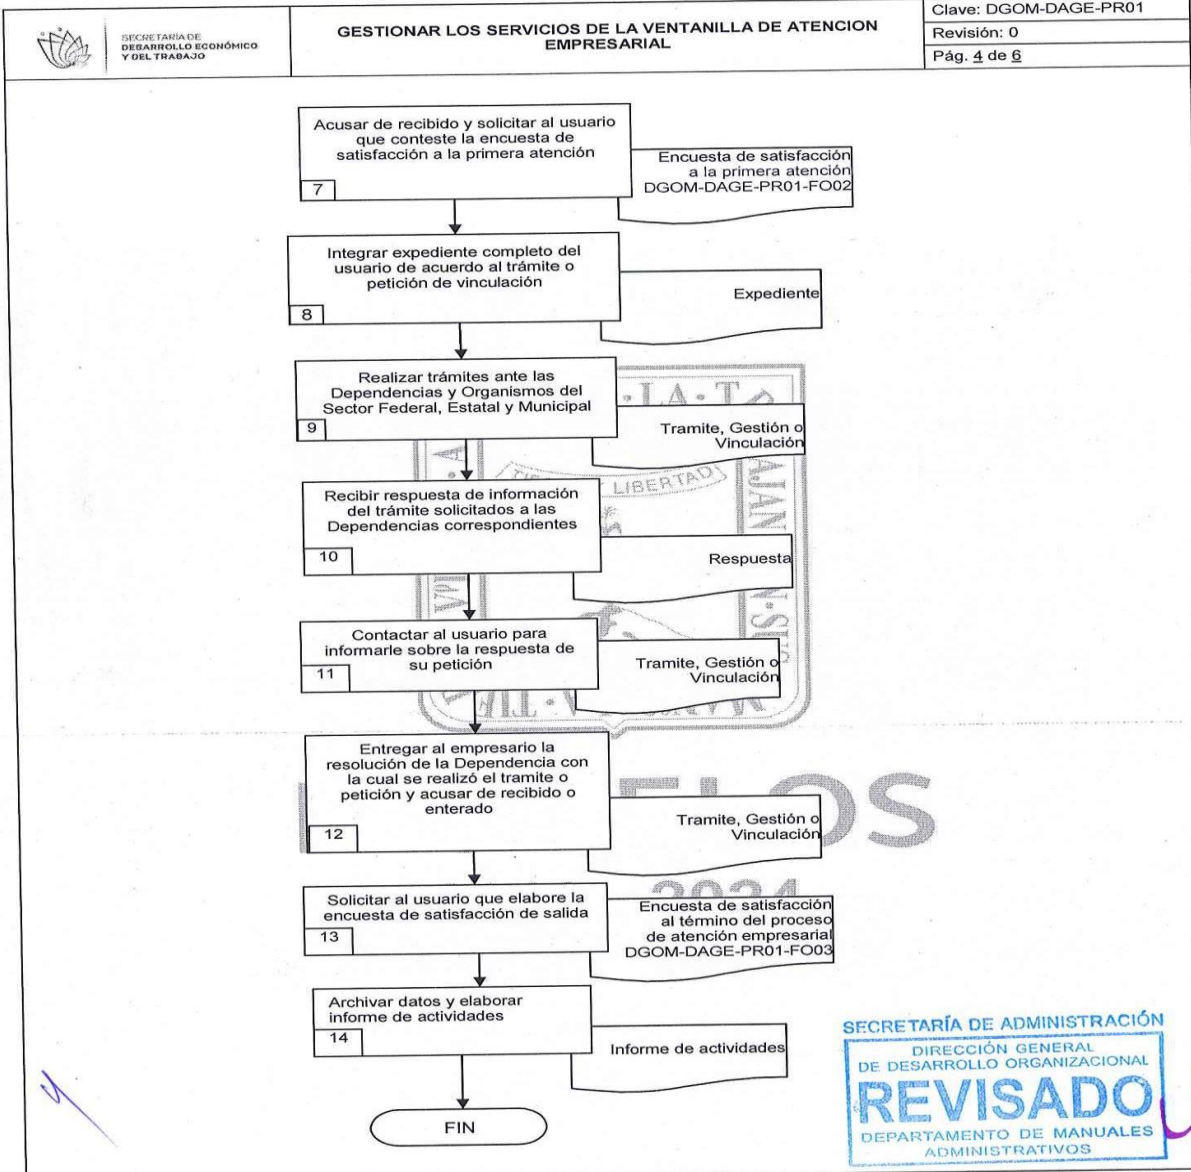 SECRETARÍA DE
DESARROLLO ECONÓMICO
Y DEL TRABAJO
GESTIONAR LOS SERVICIOS DE LA VENTANILLA DE ATENCION
EMPRESARIAL
Clave: DGOM-DAGE-PR01
Revisión: 0
Pág. 4 de 6
Acusar de recibido y solicitar al usuario
que conteste la encuesta de
satisfacción a la primera atención
7
Encuesta de satisfacción
a la primera atención
DGOM-DAGE-PR01-FO02
Integrar expediente completo del
usuario de acuerdo al trámite o
petición de vinculación
8
Expediente
Realizar trámites ante las
Dependencias y Organismos del
Sector Federal, Estatal y Municipal
9
Tramite, Gestión o
Vinculación
LIBERTAD
Recibir respuesta de información
del trámite solicitados a las
Dependencias correspondientes
10
Respuesta
Contactar al usuario para
informarle sobre la respuesta de
su petición
11
Tramite, Gestión o
Vinculación
Entregar al empresario la
resolución de la Dependencia con
la cual se realizó el tramite o
petición y acusar de recibido o
enterado
12
Tramite, Gestión o
Vinculación
Solicitar al usuario que elabore la
encuesta de satisfacción de salida
13
Encuesta de satisfacción
al término del proceso
de atención empresarial
DGOM-DAGE-PR01-FO03
Archivar datos y elaborar
informe de actividades
14
Informe de actividades
FIN
SECRETARÍA DE ADMINISTRACIÓN
DIRECCIÓN GENERAL
DE DESARROLLO ORGANIZACIONAL
REVISADO
DEPARTAMENTO DE MANUALES
ADMINISTRATIVOS